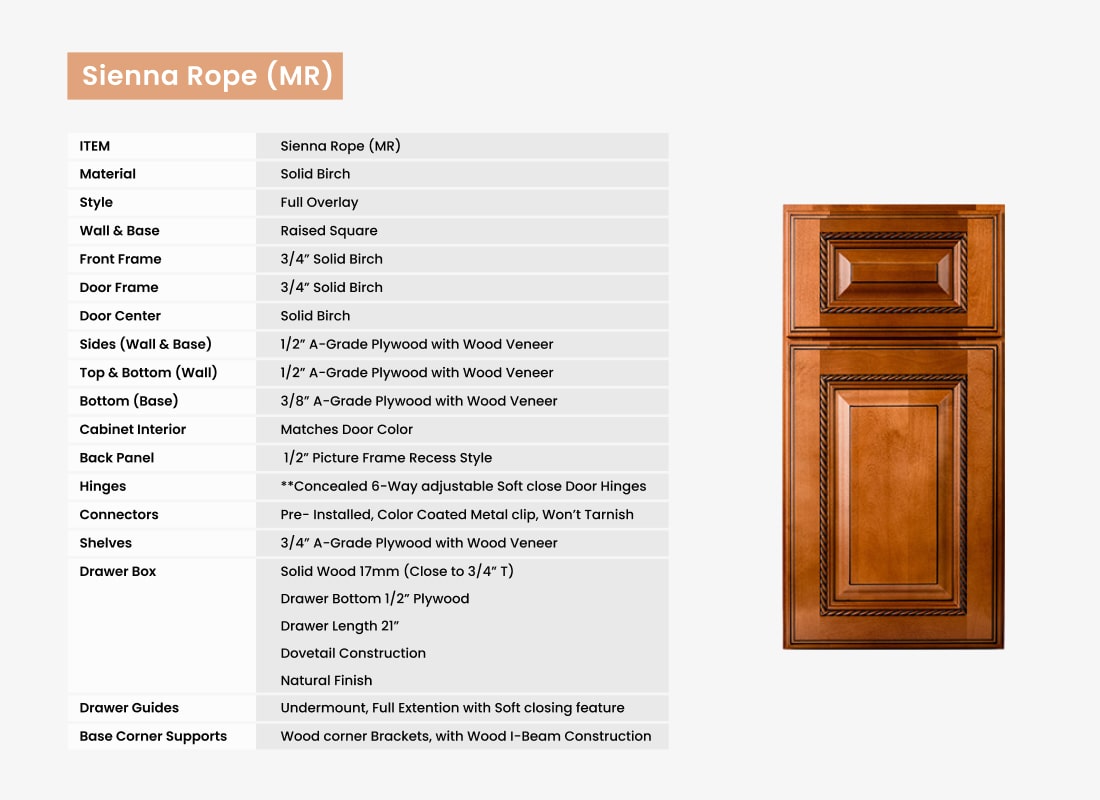 Sienna Rope (MR)
ITEM Sienna Rope (MR)
Material Solid Birch
Style Full Overlay
Wall & Base Raised Square
Front Frame 3/4” Solid Birch
Door Frame 3/4” Solid Birch
Door Center Solid Birch
Sides (Wall & Base) 1/2” A-Grade Plywood with Wood Veneer
Top & Bottom (Wall) 1/2” A-Grade Plywood with Wood Veneer
Bottom (Base) 3/8” A-Grade Plywood with Wood Veneer
Cabinet Interior Matches Door Color
Back Panel 1/2” Picture Frame Recess Style
Hinges **Concealed 6-Way adjustable Soft close Door Hinges
Connectors Pre- Installed, Color Coated Metal clip, Won’t Tarnish
Shelves 3/4” A-Grade Plywood with Wood Veneer
Drawer Box Solid Wood 17mm (Close to 3/4” T)
Drawer Bottom 1/2” Plywood
Drawer Length 21”
Dovetail Construction
Natural Finish
Drawer Guides Undermount, Full Extention with Soft closing feature
Base Corner Supports Wood corner Brackets, with Wood I-Beam Construction